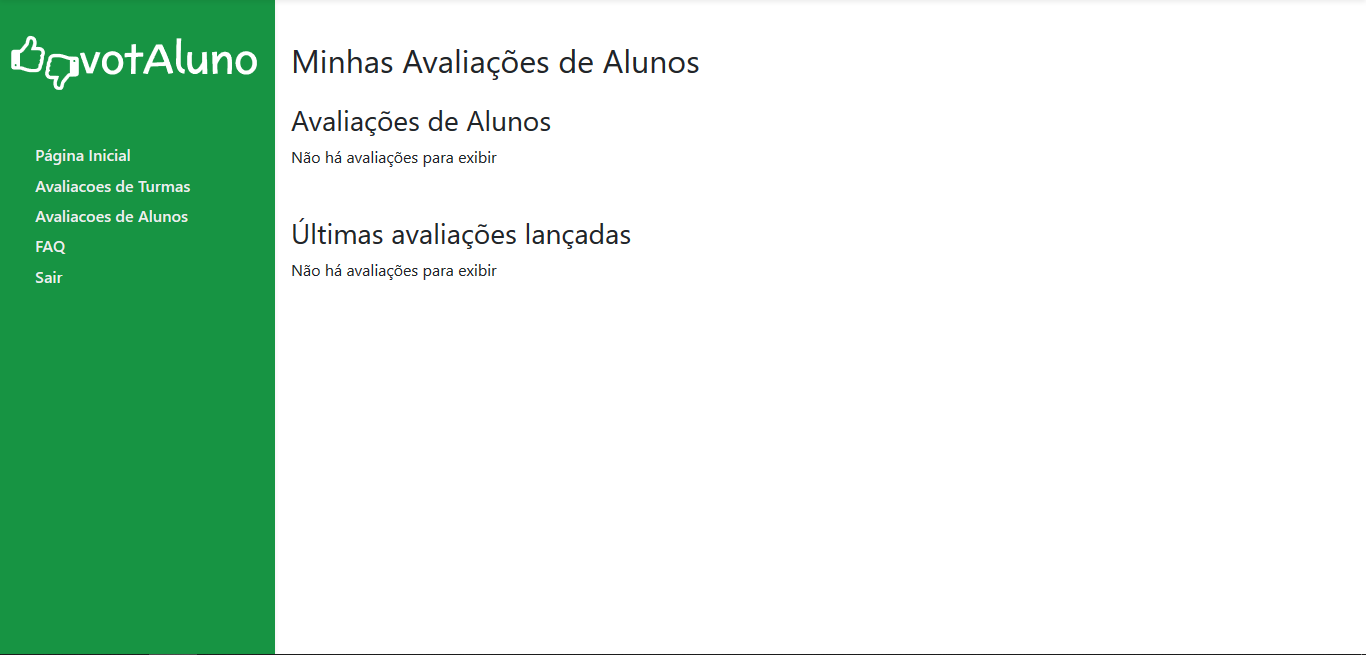 votAluno
Página Inicial
Avaliacoes de Turmas
Avaliacoes de Alunos
FAQ
Sair
Minhas Avaliações de Alunos
Avaliações de Alunos
Não há avaliações para exibir
Últimas avaliações lançadas
Não há avaliações para exibir